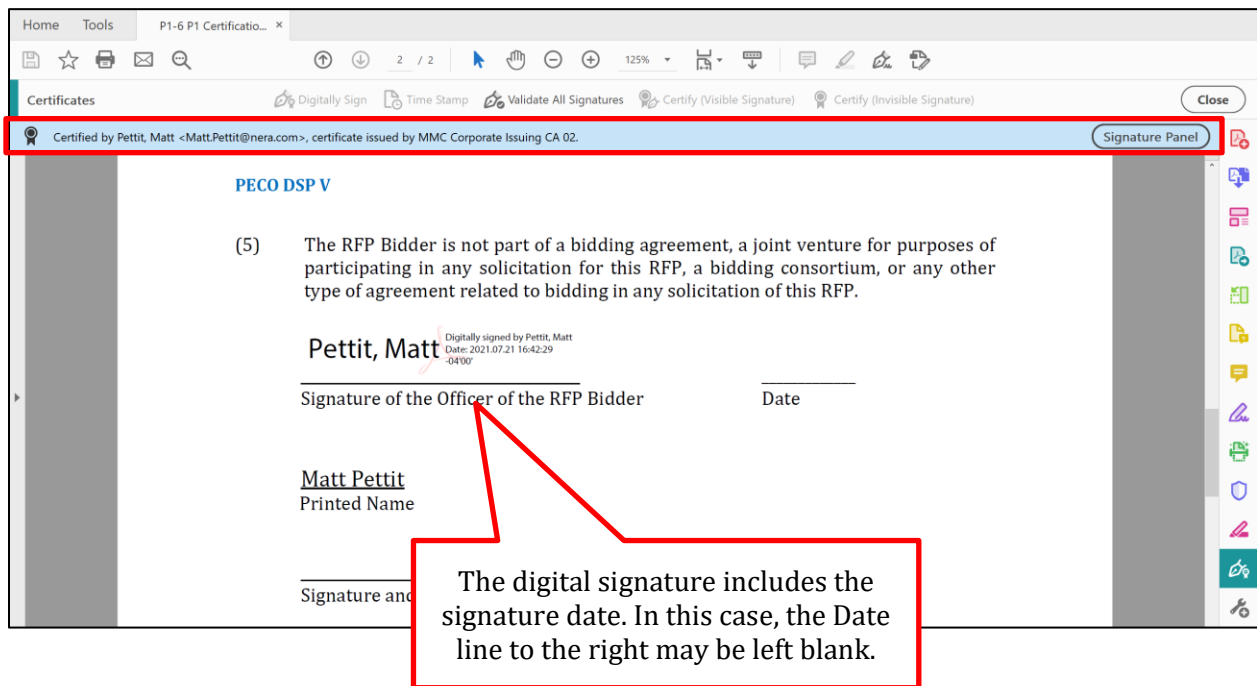 Home Tools P1-6 P1 Certificatio... ×
2 / 2 125%
Certificates Digitally Sign Time Stamp Validate All Signatures Certify (Visible Signature) Certify (Invisible Signature) Close
Certified by Pettit, Matt <Matt.Pettit@nera.com>, certificate issued by MMC Corporate Issuing CA 02. Signature Panel
PECO DSP V
(5) The RFP Bidder is not part of a bidding agreement, a joint venture for purposes of
participating in any solicitation for this RFP, a bidding consortium, or any other
type of agreement related to bidding in any solicitation of this RFP.
Pettit, Matt
Digitally signed by Pettit, Matt
Date: 2021.07.21 16:42:29
-04'00'
Signature of the Officer of the RFP Bidder Date
Matt Pettit
Printed Name
Signature and
The digital signature includes the
signature date. In this case, the Date
line to the right may be left blank.